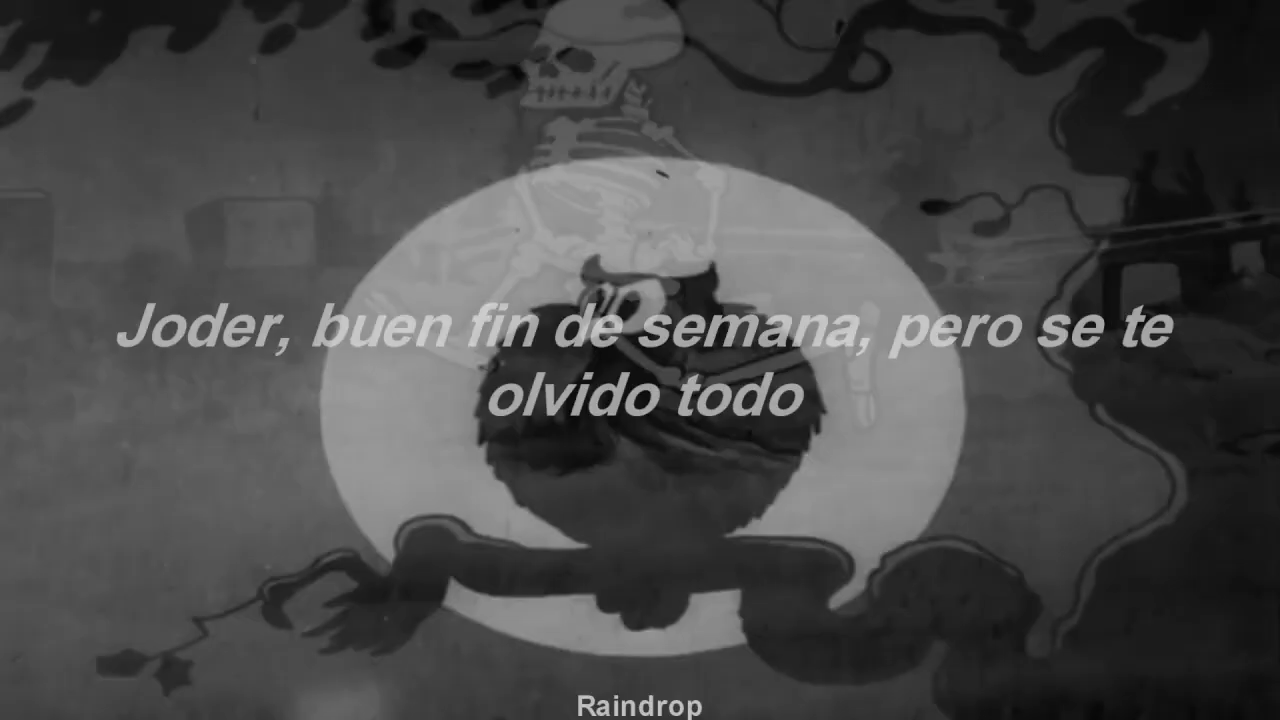 Joder, buen fin de semana, pero se te
olvido todo
Raindrop